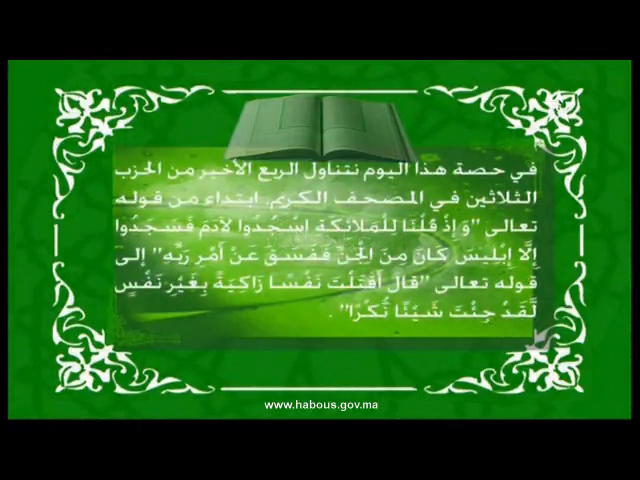 في حصة هذا اليوم نتناول الربع الأخير من الحزب
الثلاثين في المصحف الكريم، ابتداء من قوله
تعالى "وَإِذْ قُلْنَا لِلْمَلَائِكَةِ اسْجُدُوا لِآدَمَ فَسَجَدُوا
إِلَّا إِبْلِيسَ كَانَ مِنَ الْجِنِّ فَفَسَقَ عَنْ أَمْرِ رَبِّهِ" إلى
قوله تعالى "قَالَ أَقَتَلْتَ نَفْسًا زَاكِيَةً بِغَيْرِ نَفْسٍ
لَّقَدْ جِئْتَ شَيْئًا نُّكْرًا" .
www.habous.gov.ma